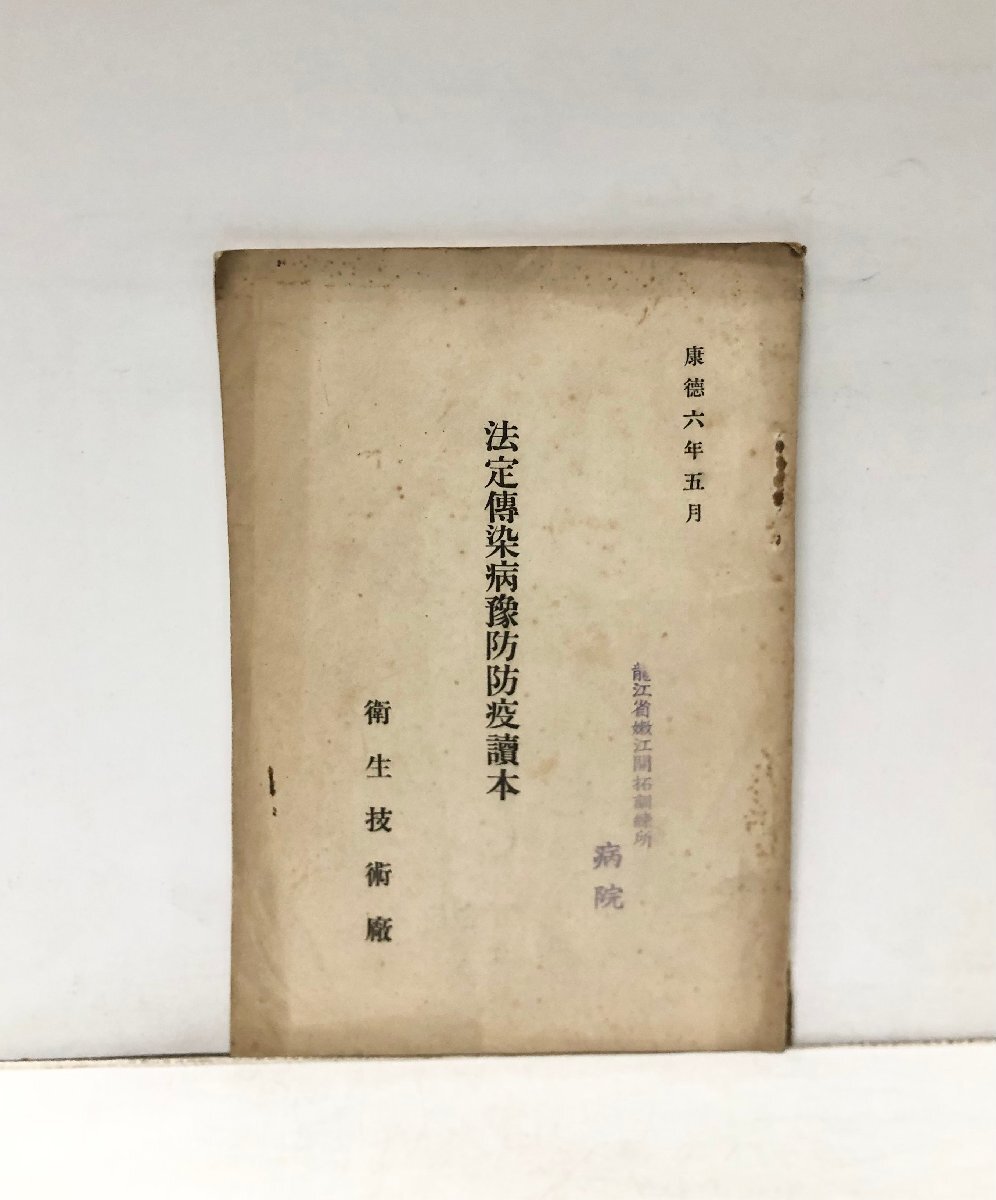 康德六年五月
龍江省嫩江開拓訓練所
病院
法定傳染病豫防防疫讀本
衛生技術廠